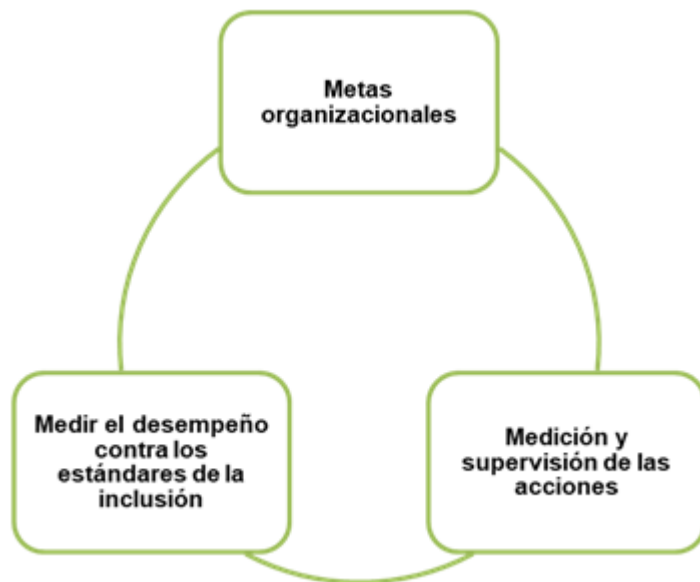 Metas
organizacionales
Medir el desempeño
contra los
estándares de la
inclusión
Medición y
supervisión de las
acciones